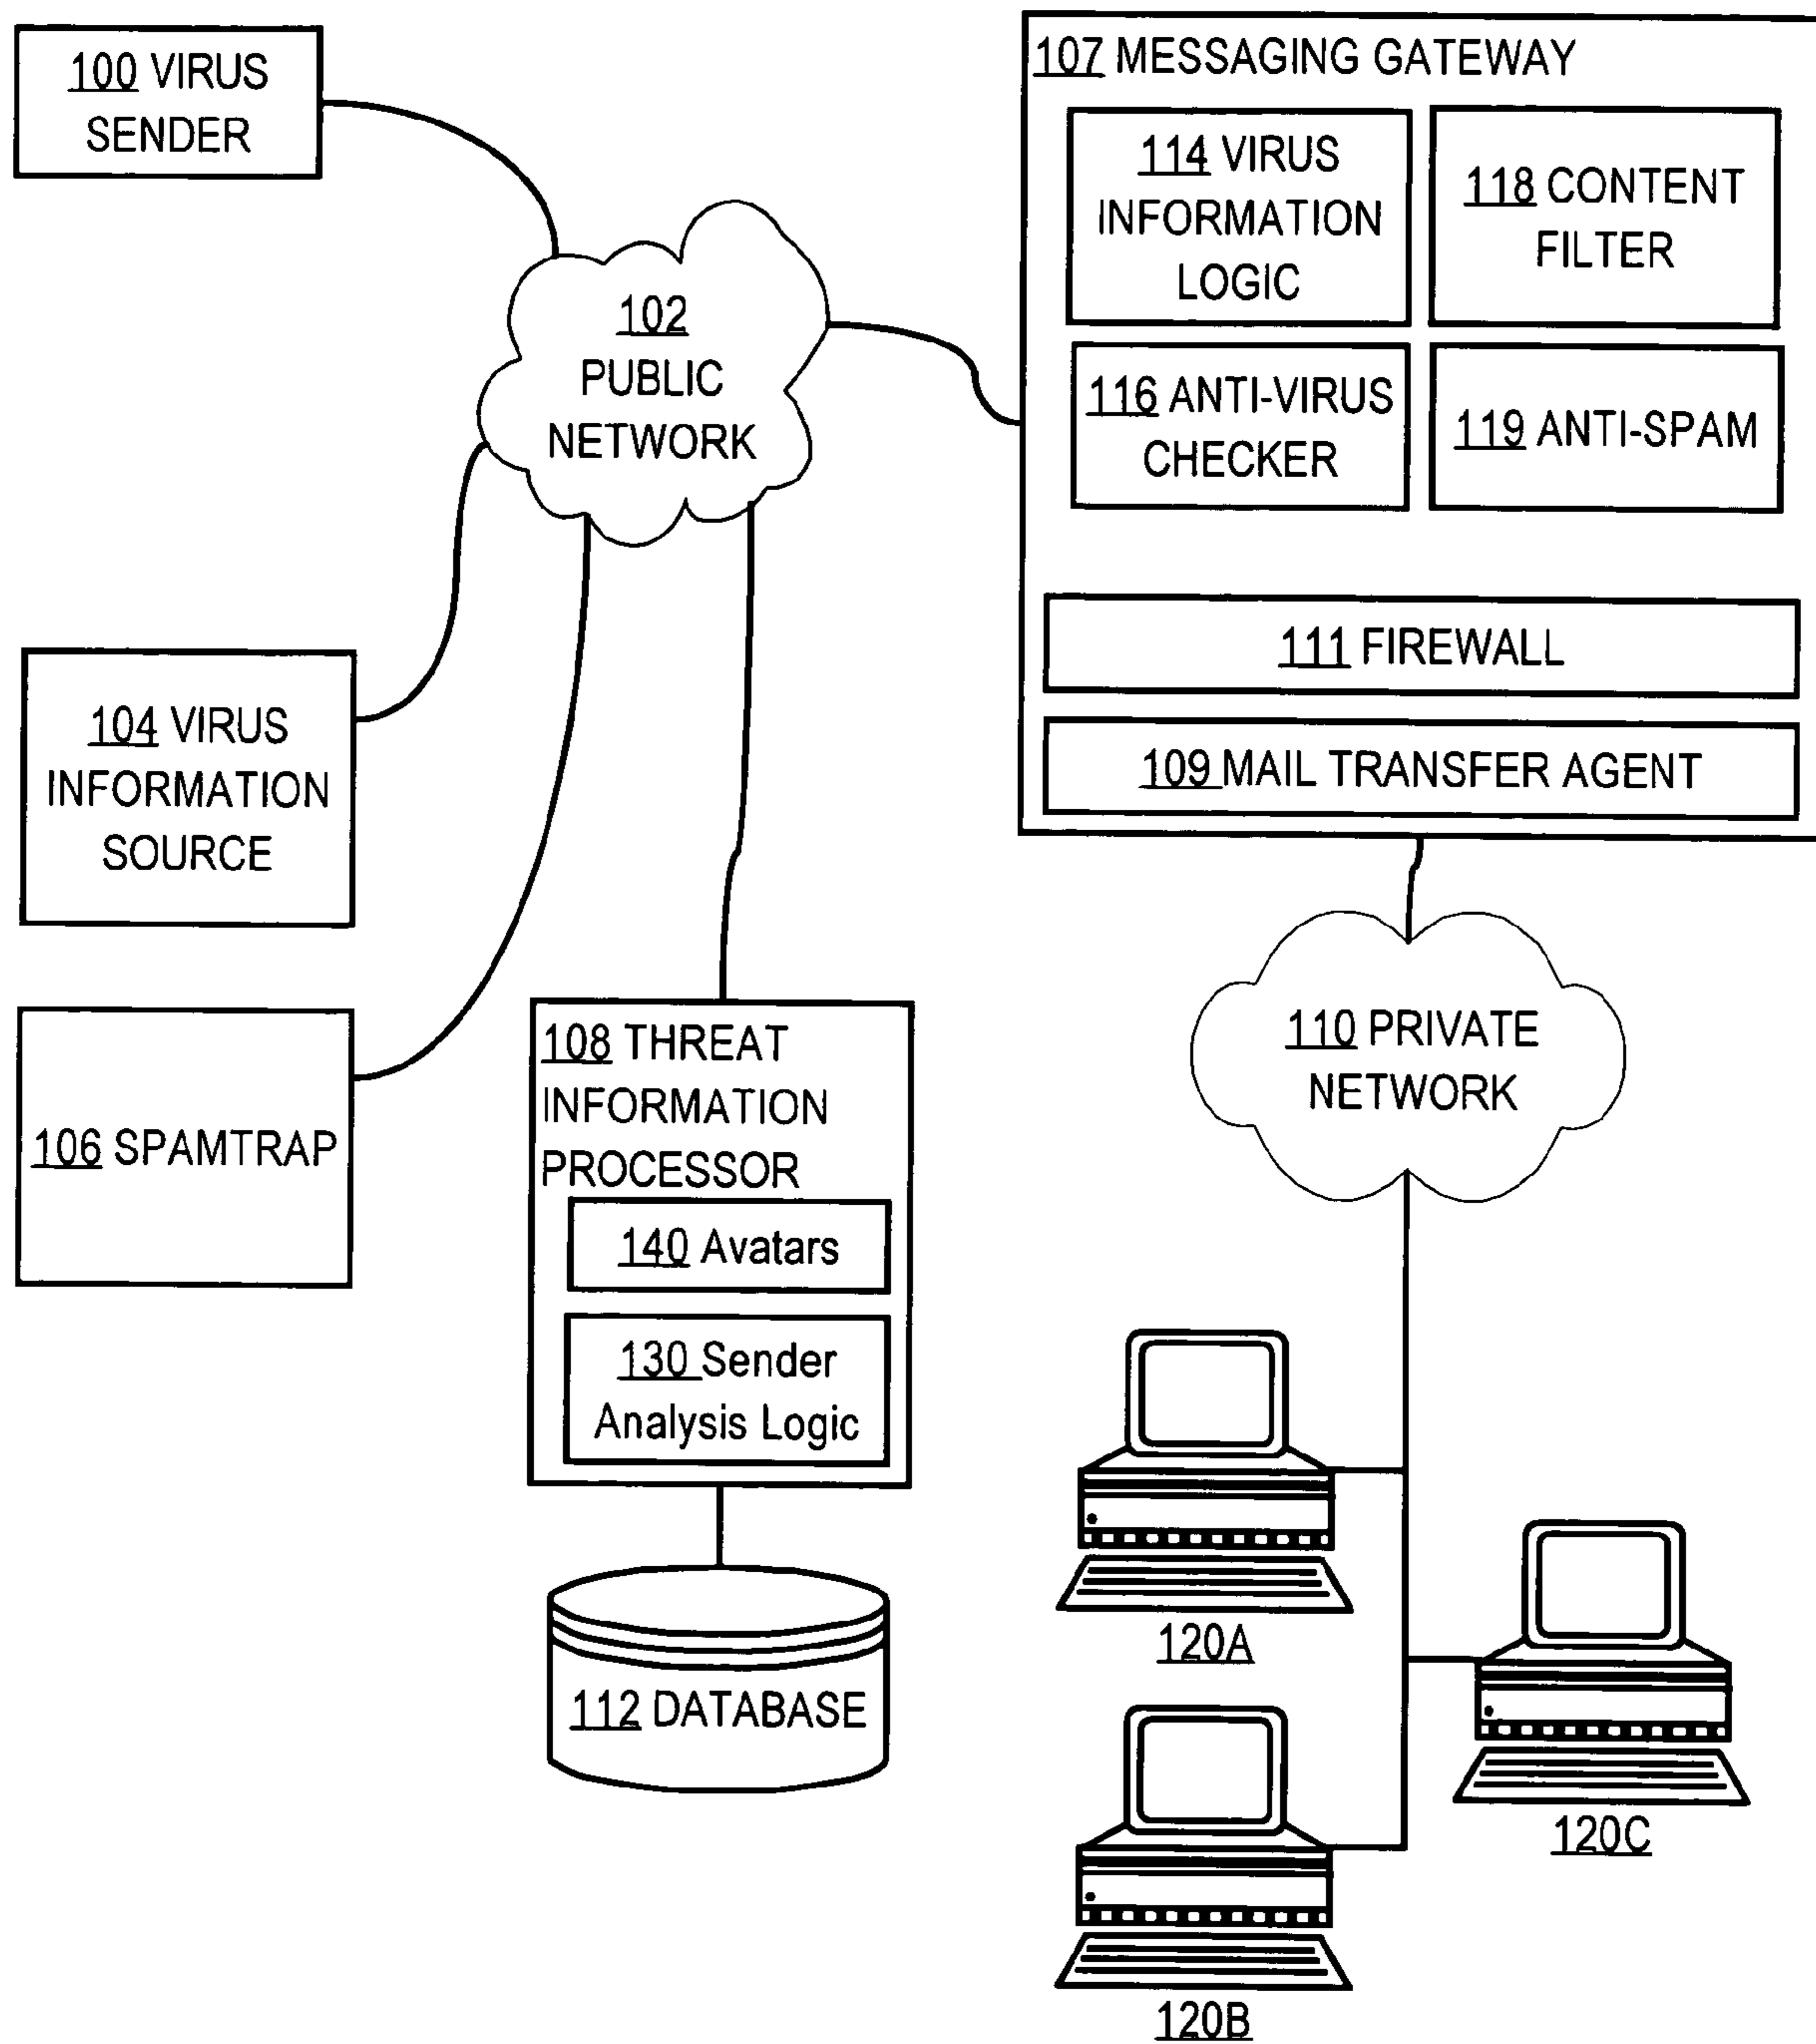 100 VIRUS
SENDER
102
PUBLIC
NETWORK
104 VIRUS
INFORMATION
SOURCE
106 SPAMTRAP
107 MESSAGING GATEWAY
114 VIRUS
INFORMATION
LOGIC
118 CONTENT
FILTER
116 ANTI-VIRUS
CHECKER
119 ANTI-SPAM
111 FIREWALL
109 MAIL TRANSFER AGENT
108 THREAT
INFORMATION
PROCESSOR
140 Avatars
130 Sender
Analysis Logic
112 DATABASE
110 PRIVATE
NETWORK
120A
120C
120B